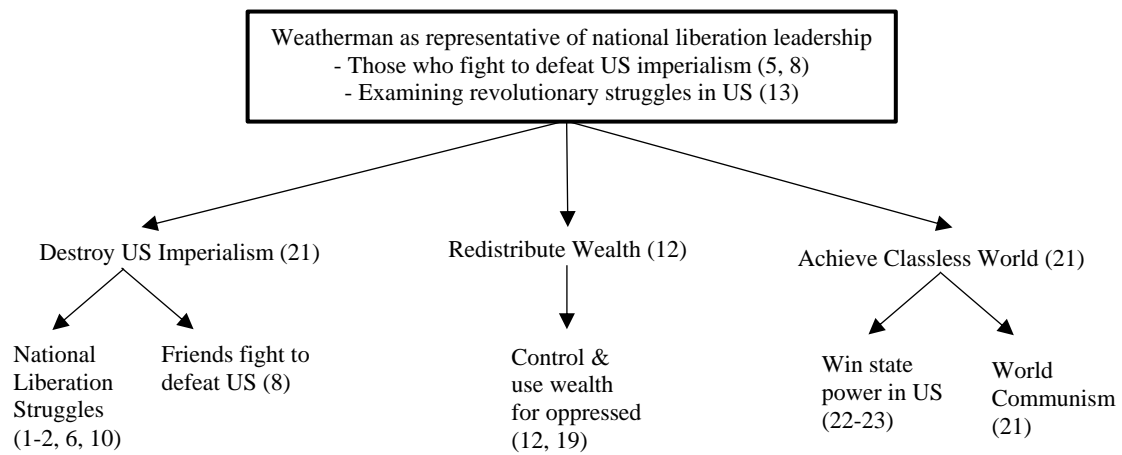 Weatherman as representative of national liberation leadership
- Those who fight to defeat US imperialism (5, 8)
- Examining revolutionary struggles in US (13)
Destroy US Imperialism (21)
Redistribute Wealth (12)
Achieve Classless World (21)
National
Liberation
Struggles
(1-2, 6, 10)
Friends fight to
defeat US (8)
Control &
use wealth
for oppressed
(12, 19)
Win state
power in US
(22-23)
World
Communism
(21)